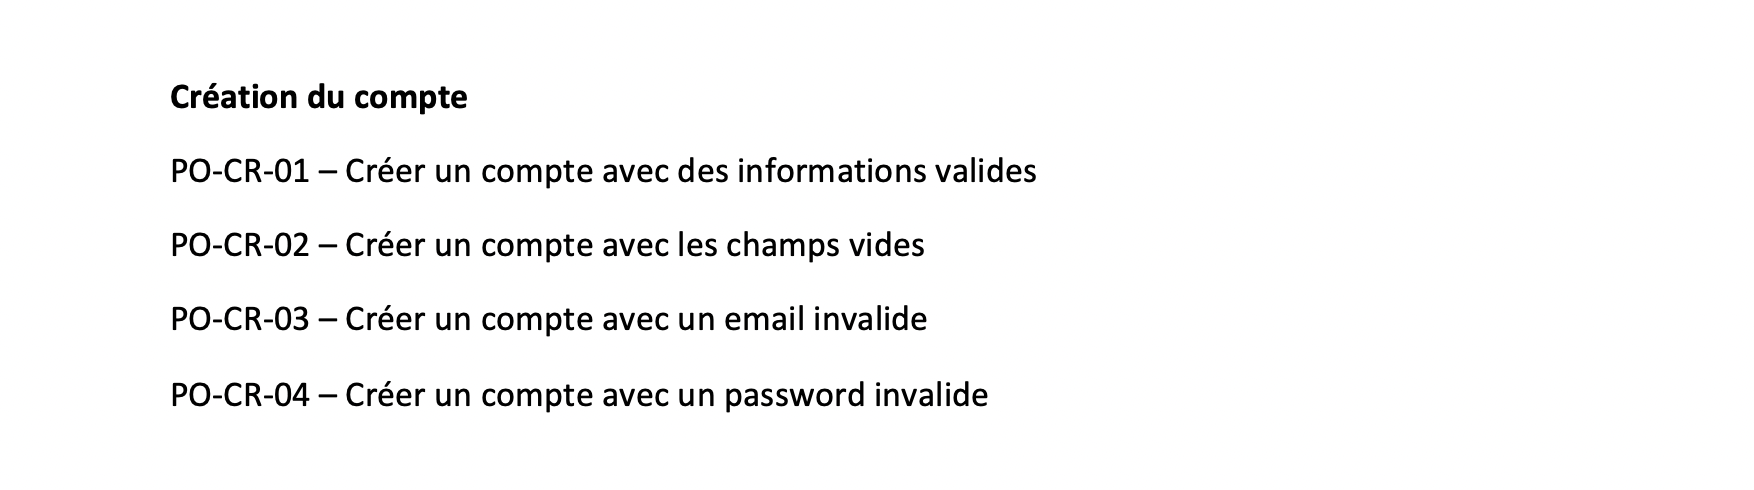 Création du compte
PO-CR-01 – Créer un compte avec des informations valides
PO-CR-02 – Créer un compte avec les champs vides
PO-CR-03 – Créer un compte avec un email invalide
PO-CR-04 – Créer un compte avec un password invalide